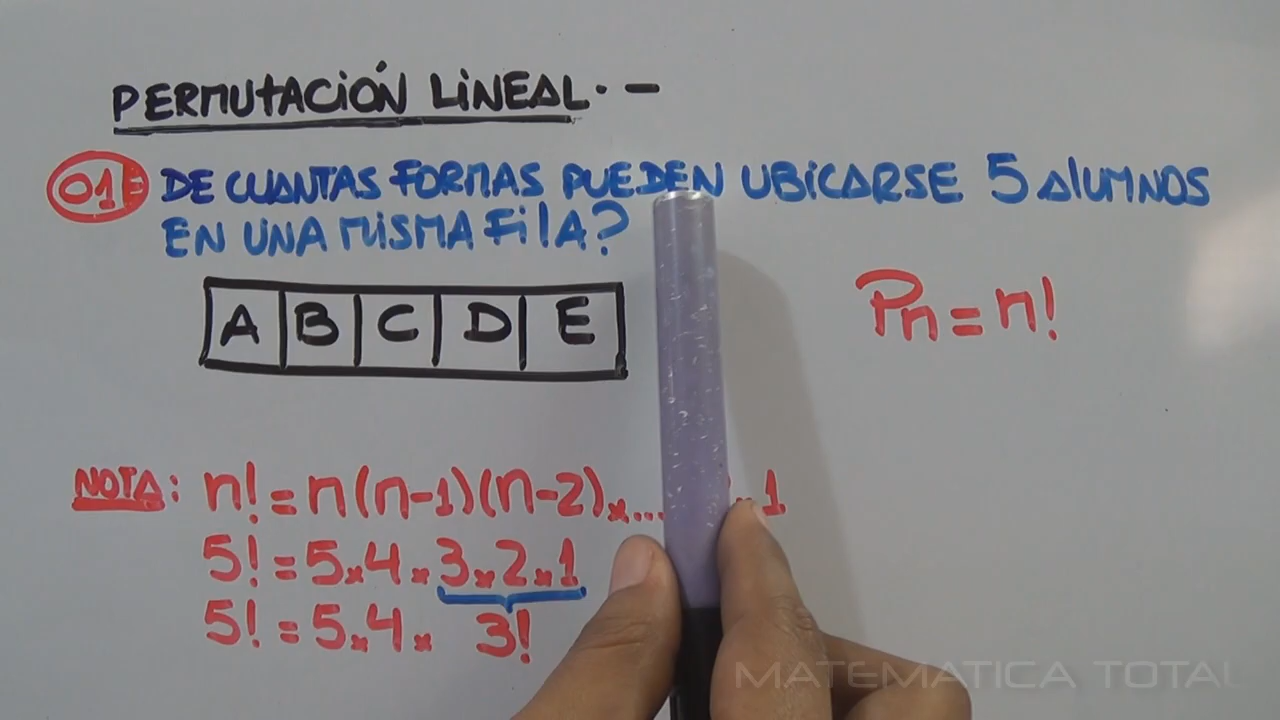 PERMUTACIÓN LINEAL.-
01= DE CUANTAS FORMAS PUEDEN UBICARSE 5 ALUMNOS
EN UNA MISMA FILA?
A B C D E
Pn = n!
NOTA: n! = n(n-1)(n-2)x... x 1
5! = 5x4x3x2x1
5! = 5x4x 3!
MATEMATICA TOTAL